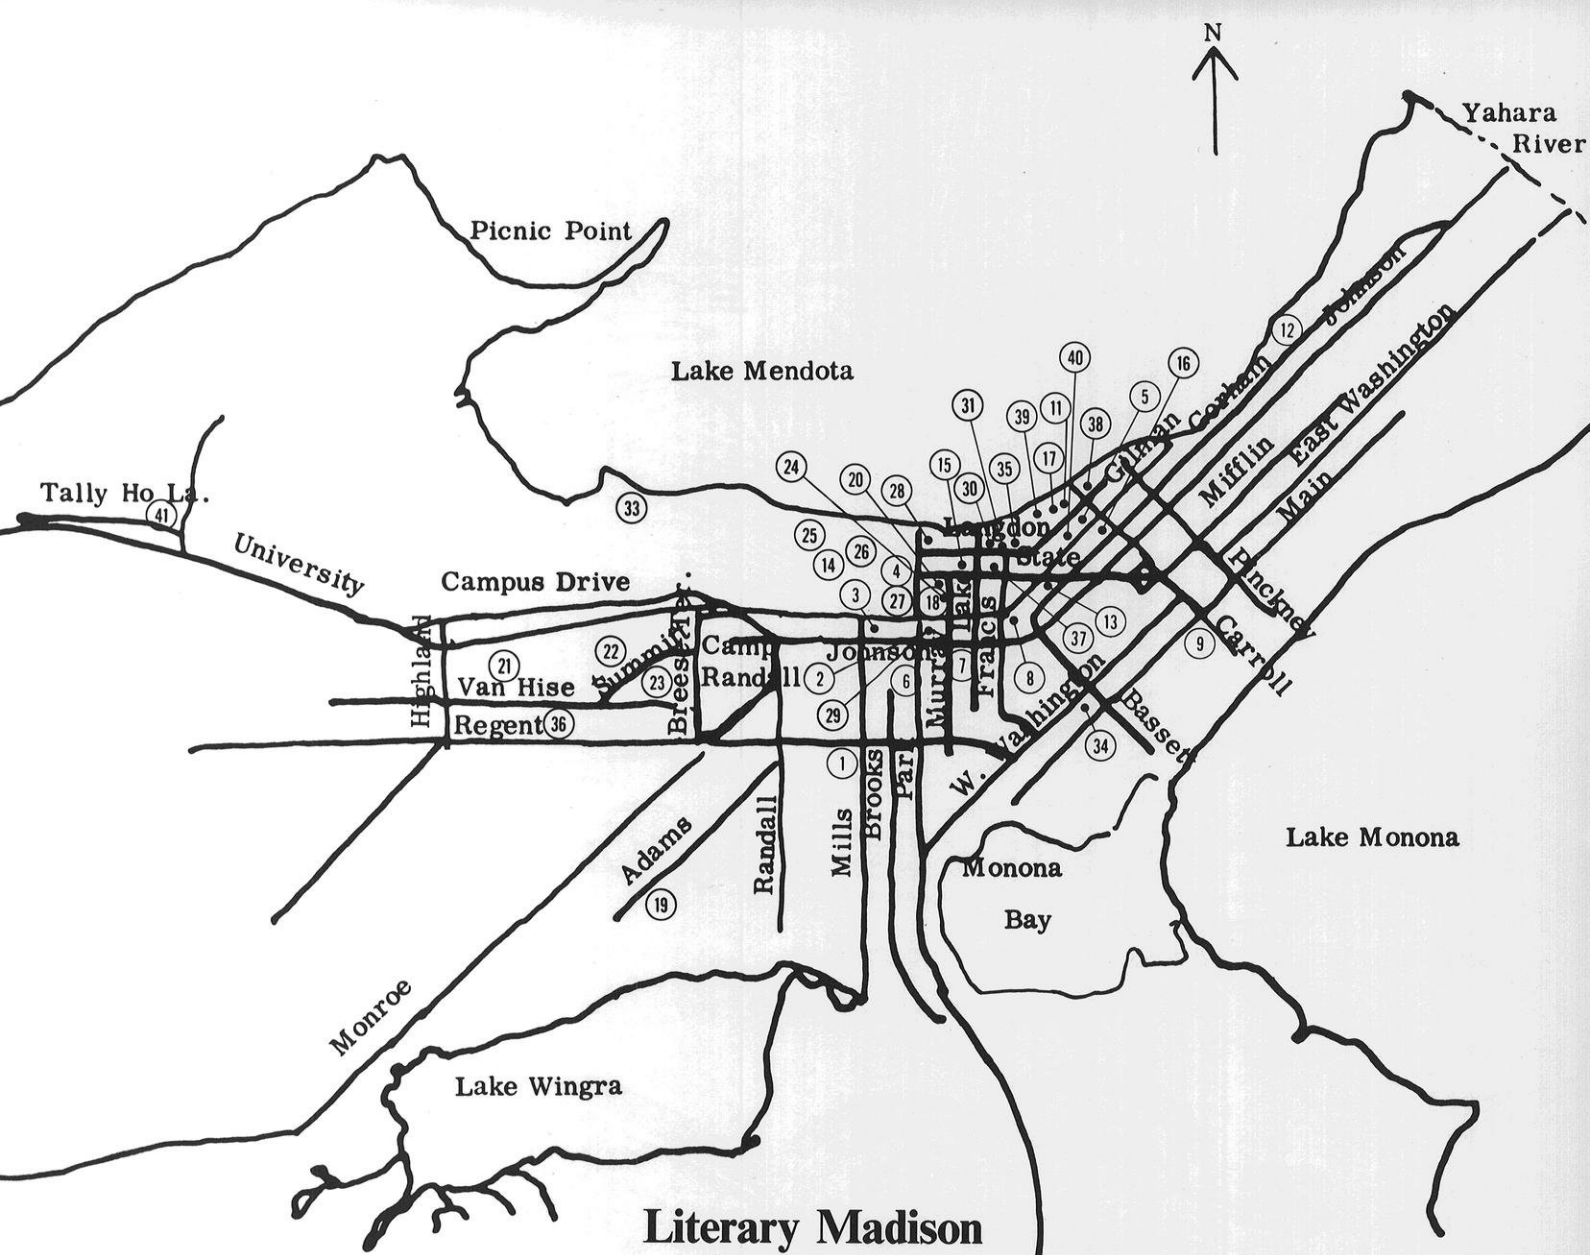 N
Yahara
River
Picnic Point
Johnson
12
Lake Mendota
40
16
East Washington
31
39
11
5
Gorham
38
Gilman
Mifflin
24
15
35
17
Main
20
30
28
Tally Ho La.
41
33
Langdon
25
26
State
University
14
4
Pinckney
Campus Drive
3
27
18
Lake
Francis
13
37
9
Carroll
Highland
21
22
Summit
Breese Ter.
Camp
Randall
Johnson
2
6
Murray
7
8
Van Hise
23
Washington
Bassett
Regent
36
29
34
1
W.
Brooks
Par
Adams
Randall
Mills
Lake Monona
Monona
Bay
19
Monroe
Lake Wingra
Literary Madison